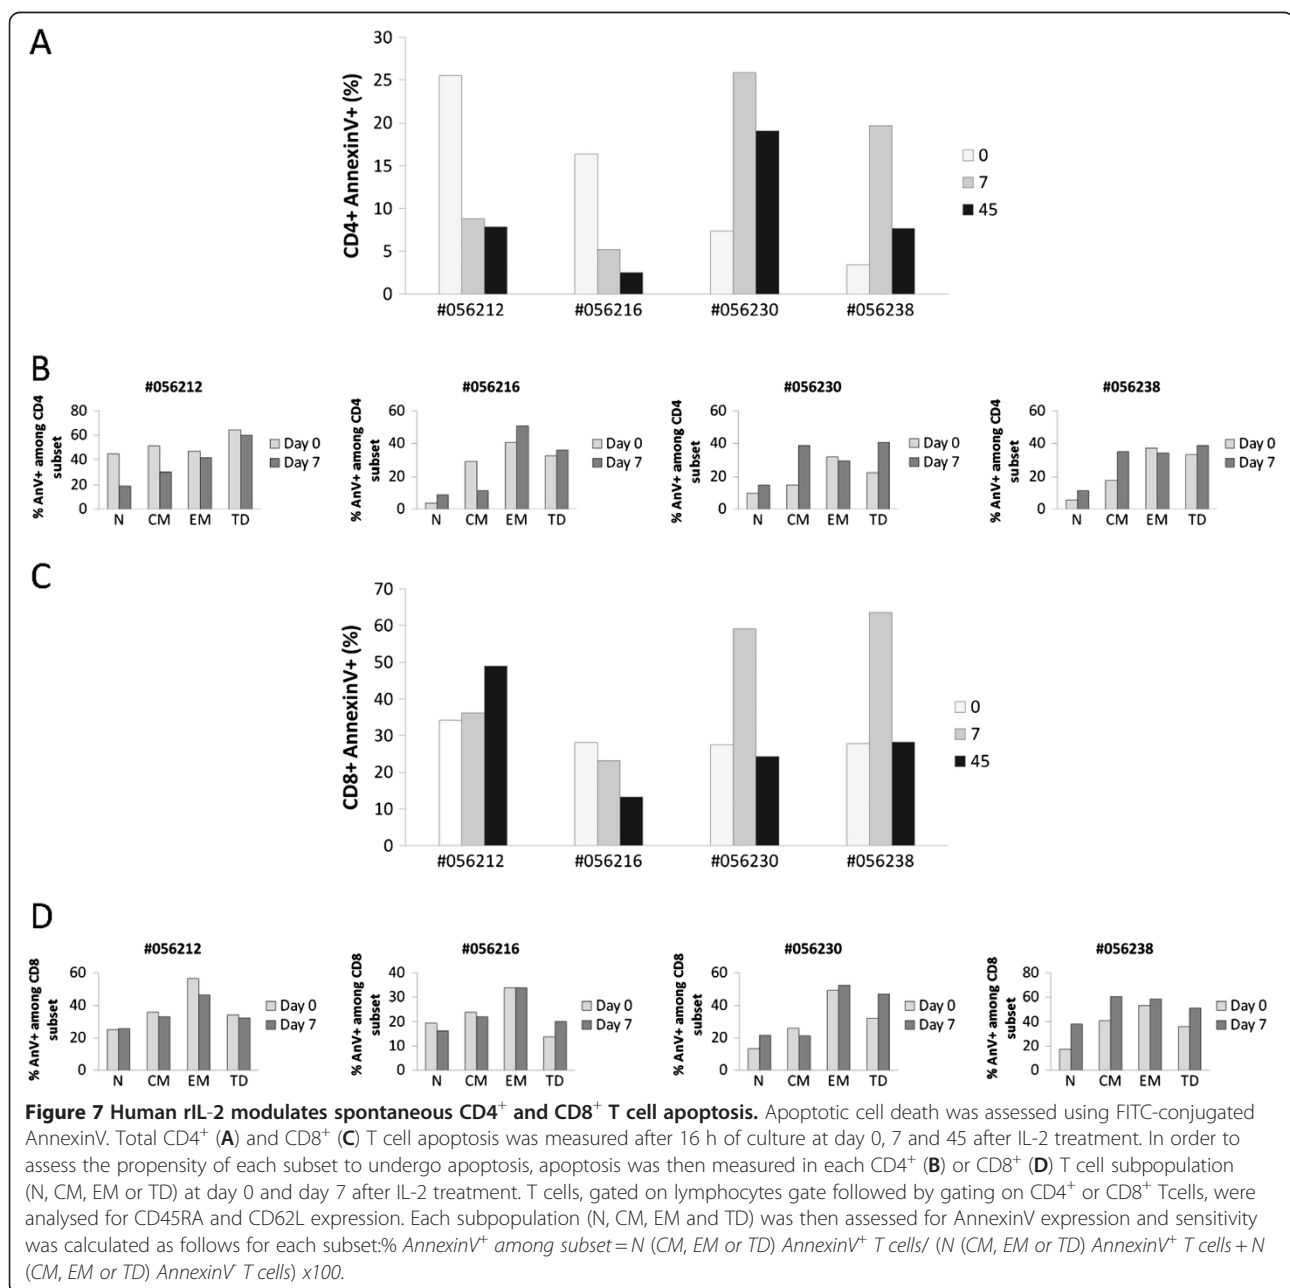 A
CD4+ AnnexinV+ (%)
30
25
20
15
10
5
0
#056212 #056216 #056230 #056238
0
7
45
B
#056212
% AnV+ among CD4 subset
80
60
40
20
0
N CM EM TD
Day 0
Day 7
#056216
% AnV+ among CD4 subset
60
40
20
0
N CM EM TD
Day 0
Day 7
#056230
% AnV+ among CD4 subset
60
40
20
0
N CM EM TD
Day 0
Day 7
#056238
% AnV+ among CD4 subset
60
40
20
0
N CM EM TD
Day 0
Day 7
C
CD8+ AnnexinV+ (%)
70
60
50
40
30
20
10
0
#056212 #056216 #056230 #056238
0
7
45
D
#056212
% AnV+ among CD8 subset
60
40
20
0
N CM EM TD
Day 0
Day 7
#056216
% AnV+ among CD8 subset
40
30
20
10
0
N CM EM TD
Day 0
Day 7
#056230
% AnV+ among CD8 subset
60
40
20
0
N CM EM TD
Day 0
Day 7
#056238
% AnV+ among CD8 subset
80
60
40
20
0
N CM EM TD
Day 0
Day 7
Figure 7 Human rIL-2 modulates spontaneous CD4⁺ and CD8⁺ T cell apoptosis. Apoptotic cell death was assessed using FITC-conjugated
AnnexinV. Total CD4⁺ (A) and CD8⁺ (C) T cell apoptosis was measured after 16 h of culture at day 0, 7 and 45 after IL-2 treatment. In order to
assess the propensity of each subset to undergo apoptosis, apoptosis was then measured in each CD4⁺ (B) or CD8⁺ (D) T cell subpopulation
(N, CM, EM or TD) at day 0 and day 7 after IL-2 treatment. T cells, gated on lymphocytes gate followed by gating on CD4⁺ or CD8⁺ Tcells, were
analysed for CD45RA and CD62L expression. Each subpopulation (N, CM, EM and TD) was then assessed for AnnexinV expression and sensitivity
was calculated as follows for each subset:% AnnexinV⁺ among subset = N (CM, EM or TD) AnnexinV⁺ T cells/ (N (CM, EM or TD) AnnexinV⁺ T cells + N
(CM, EM or TD) AnnexinV⁻ T cells) x100.